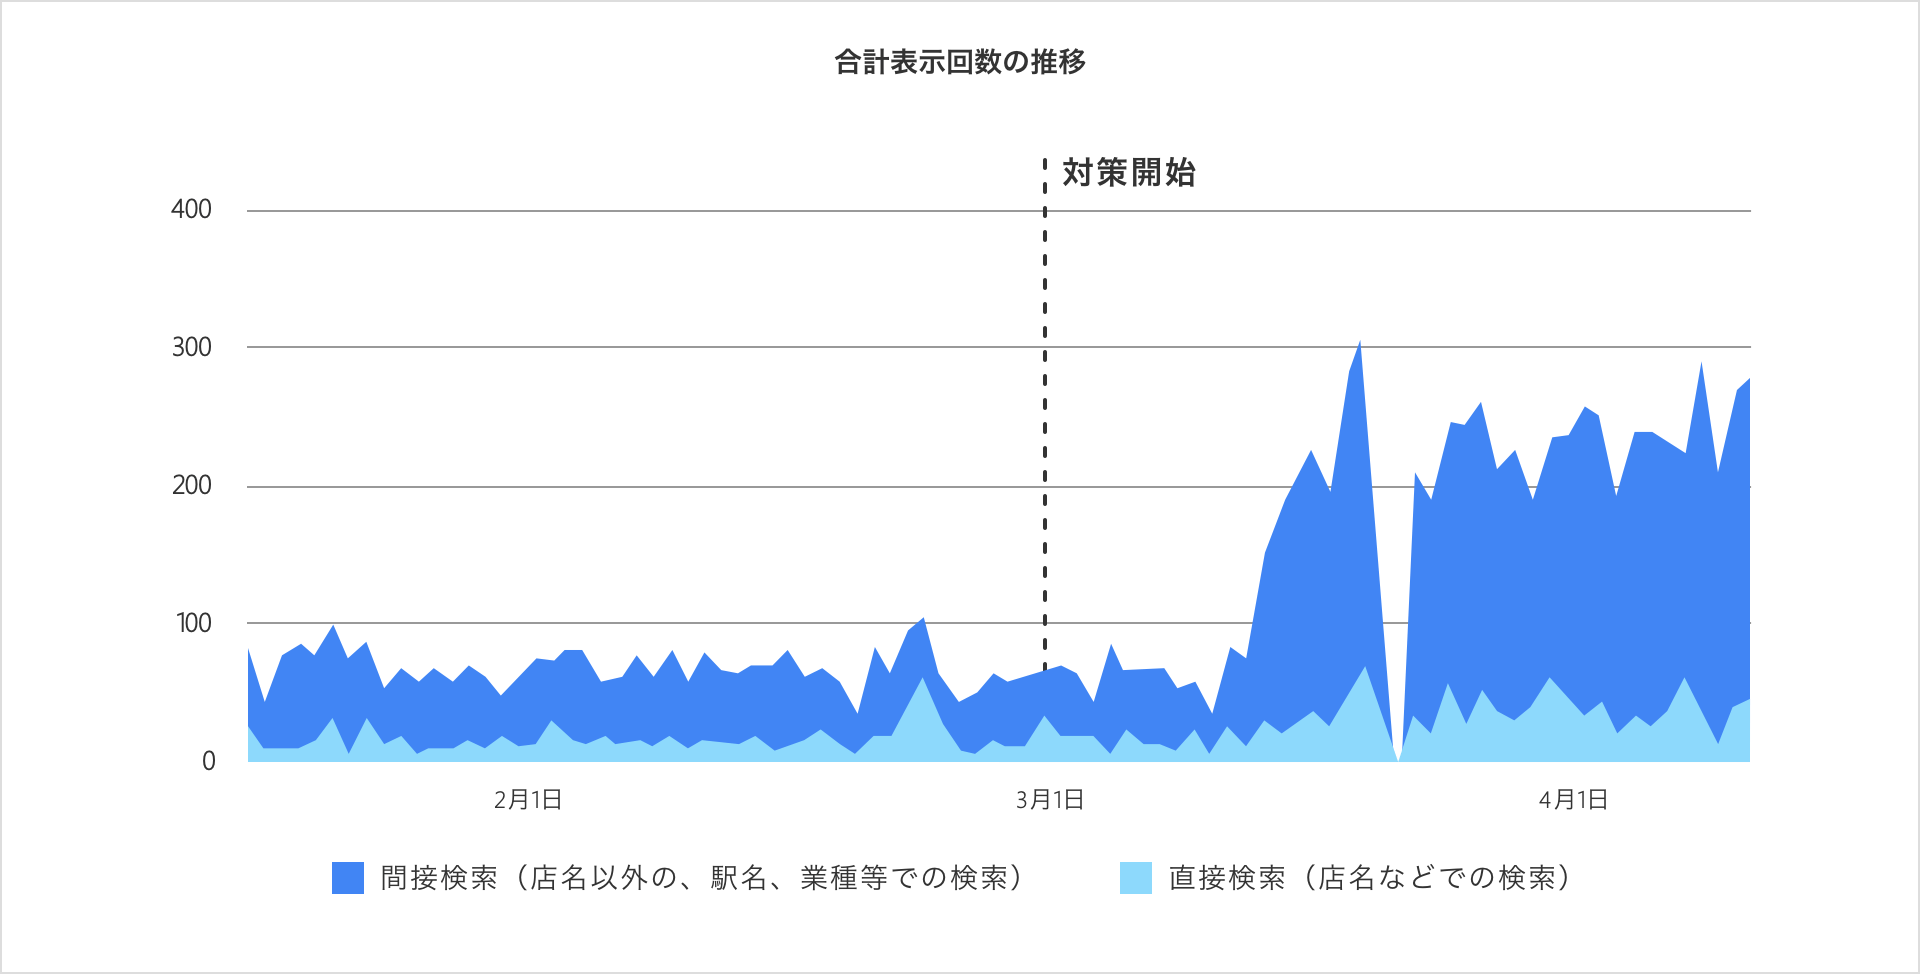 合計表示回数の推移
対策開始
400
300
200
100
0
2月1日 3月1日 4月1日
間接検索（店名以外の、駅名、業種等での検索） 直接検索（店名などでの検索）